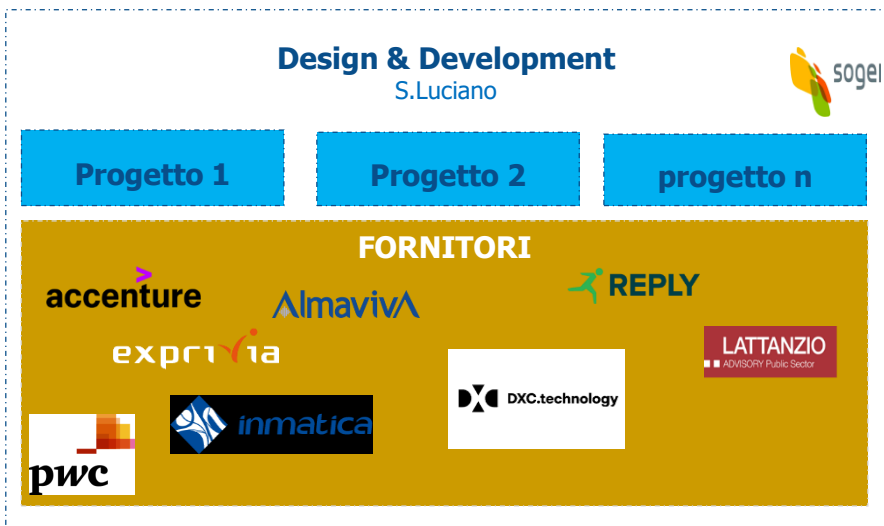 Design & Development
S.Luciano
soger
Progetto 1
Progetto 2
progetto n
FORNITORI
accenture
AlmavivA
REPLY
exprivia
LATTANZIO
ADVISORY Public Sector
DXC.technology
inmatica
pwc